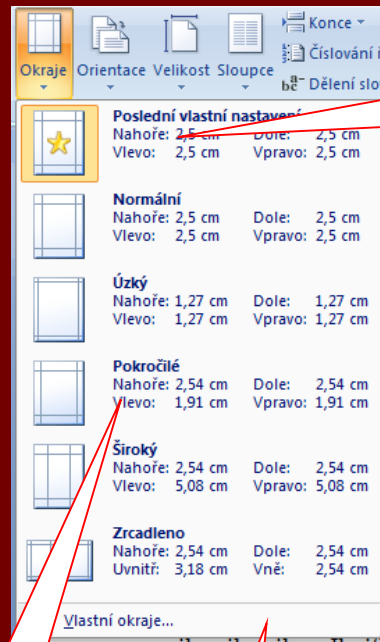 Okraje Orientace Velikost Sloupce
Konce
Číslování ř
Dělení slo
Poslední vlastní nastavení
Nahoře: 2,5 cm Dole: 2,5 cm
Vlevo: 2,5 cm Vpravo: 2,5 cm
Normální
Nahoře: 2,5 cm Dole: 2,5 cm
Vlevo: 2,5 cm Vpravo: 2,5 cm
Úzký
Nahoře: 1,27 cm Dole: 1,27 cm
Vlevo: 1,27 cm Vpravo: 1,27 cm
Pokročilé
Nahoře: 2,54 cm Dole: 2,54 cm
Vlevo: 1,91 cm Vpravo: 1,91 cm
Široký
Nahoře: 2,54 cm Dole: 2,54 cm
Vlevo: 5,08 cm Vpravo: 5,08 cm
Zrcadleno
Nahoře: 2,54 cm Dole: 2,54 cm
Uvnitř: 3,18 cm Vně: 2,54 cm
Vlastní okraje...